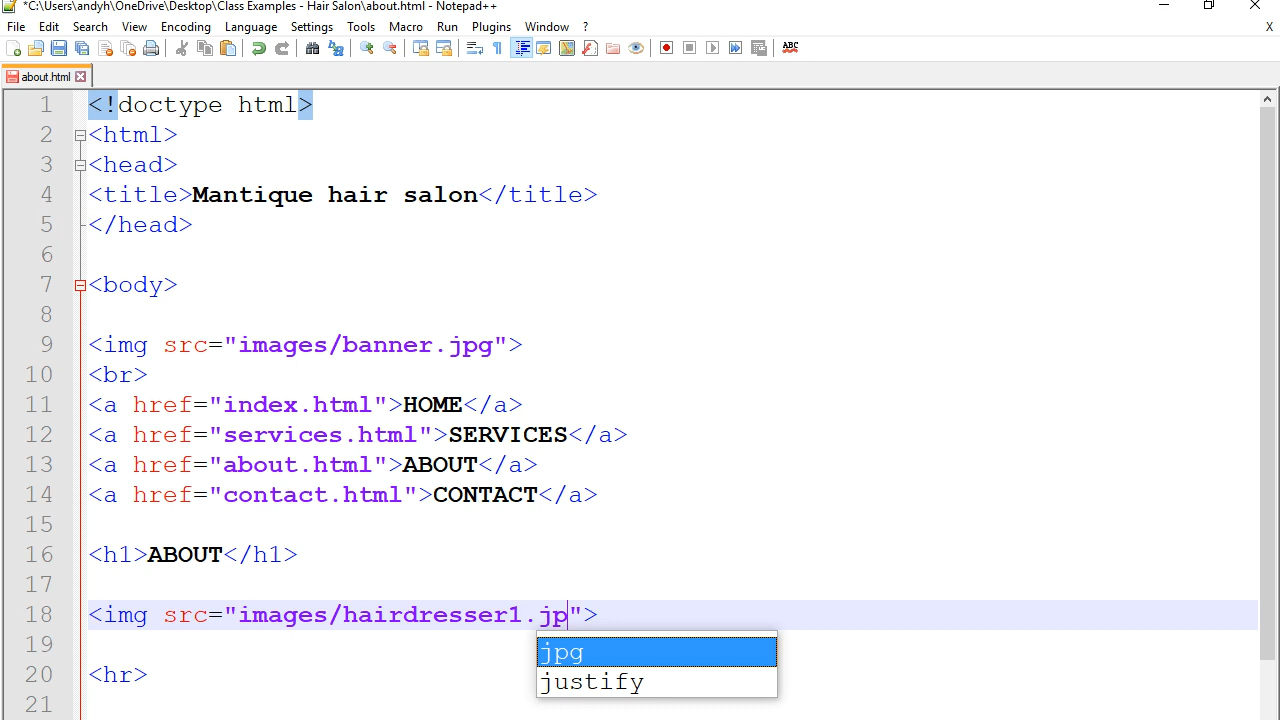 *C:\Users\andyh\OneDrive\Desktop\Class Examples - Hair Salon\about.html - Notepad++
File Edit Search View Encoding Language Settings Tools Macro Run Plugins Window ? X
ABC
about.html
1 <!doctype html>
2 <html>
3 <head>
4 <title>Mantique hair salon</title>
5 </head>
6
7 <body>
8
9 <img src="images/banner.jpg">
10 <br>
11 <a href="index.html">HOME</a>
12 <a href="services.html">SERVICES</a>
13 <a href="about.html">ABOUT</a>
14 <a href="contact.html">CONTACT</a>
15
16 <h1>ABOUT</h1>
17
18 <img src="images/hairdresser1.jp">
19
jpg
20 <hr>
justify
21